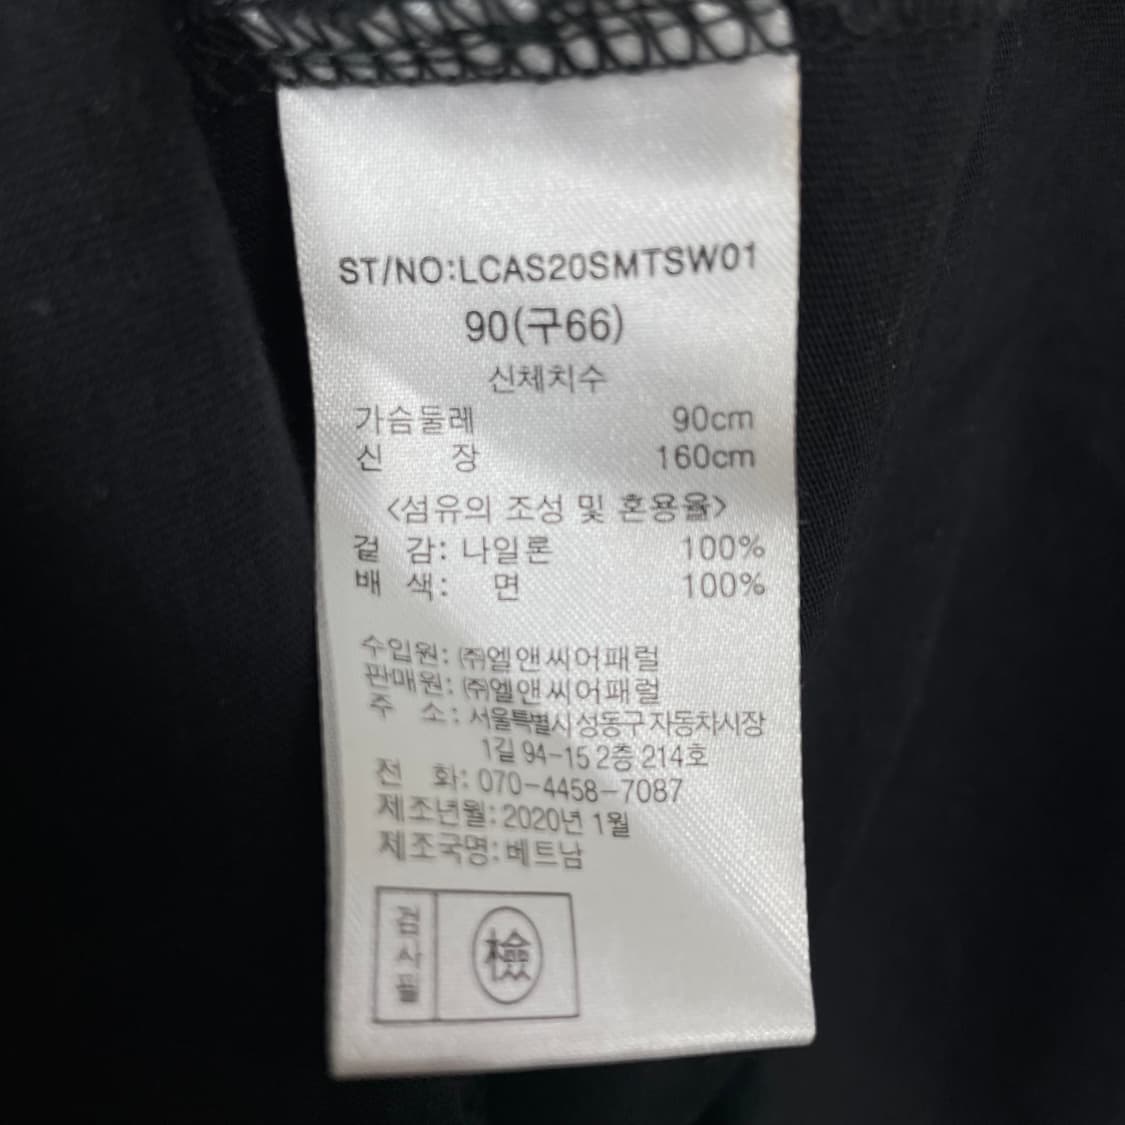 ST/NO:LCAS20SMTSW01
90(구66)
신체치수
가슴둘레 90cm
신 장 160cm
<섬유의 조성 및 혼용율>
겉 감: 나일론 100%
배 색: 면 100%
수입원: ㈜엘앤씨어패럴
판매원: ㈜엘앤씨어패럴
주 소: 서울특별시 성동구 자동차시장
1길 94-15 2층 214호
전 화: 070-4458-7087
제조년월: 2020년 1월
제조국명: 베트남
검사필
檢